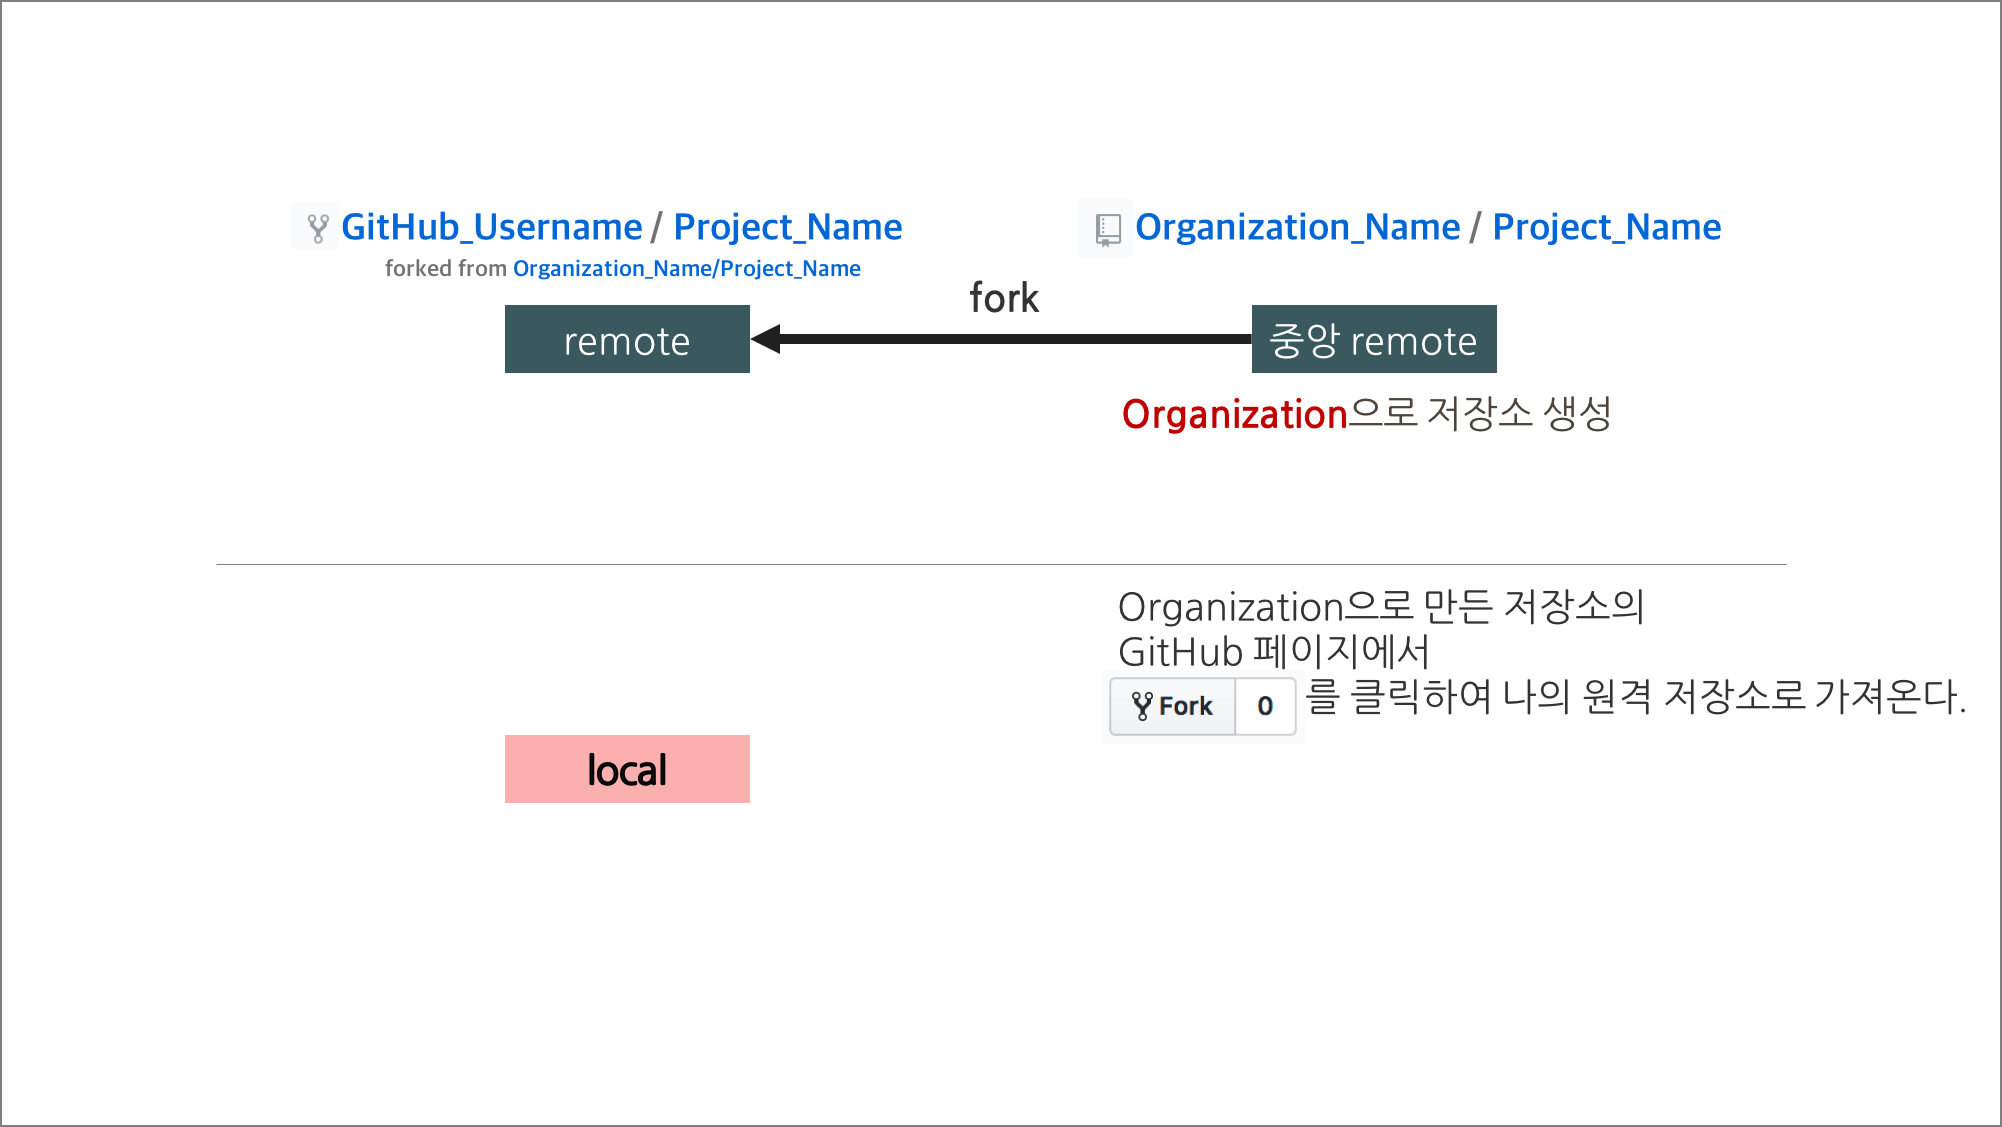 GitHub_Username / Project_Name
forked from Organization_Name/Project_Name
Organization_Name / Project_Name
fork
remote
중앙 remote
Organization으로 저장소 생성
Organization으로 만든 저장소의
GitHub 페이지에서
Fork 0 를 클릭하여 나의 원격 저장소로 가져온다.
local